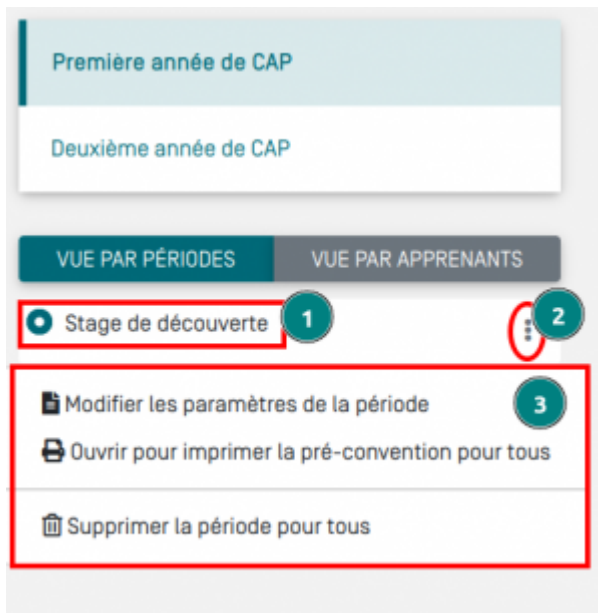 Première année de CAP
Deuxième année de CAP
VUE PAR PÉRIODES VUE PAR APPRENANTS
Stage de découverte 1 2
Modifier les paramètres de la période 3
Ouvrir pour imprimer la pré-convention pour tous
Supprimer la période pour tous